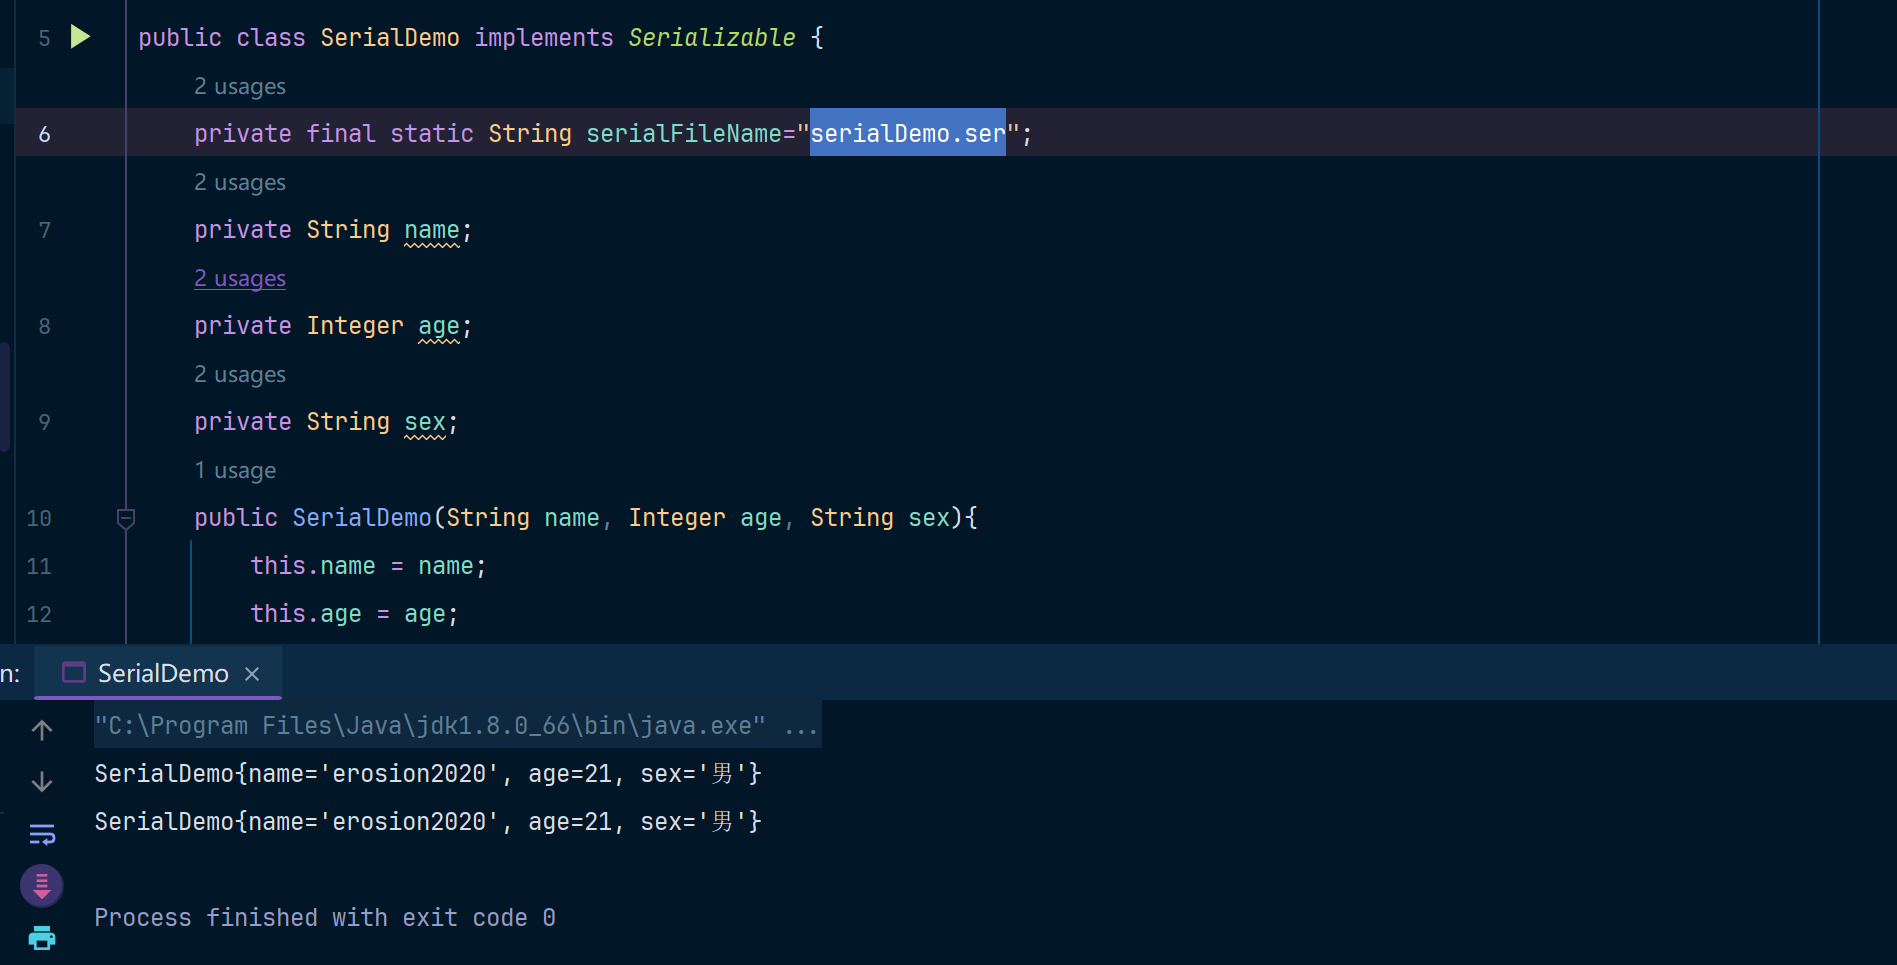 5 public class SerialDemo implements Serializable {
2 usages
6 private final static String serialFileName="serialDemo.ser";
2 usages
7 private String name;
2 usages
8 private Integer age;
2 usages
9 private String sex;
1 usage
10 public SerialDemo(String name, Integer age, String sex){
11 this.name = name;
12 this.age = age;
n: SerialDemo ×
"C:\Program Files\Java\jdk1.8.0_66\bin\java.exe" ...
SerialDemo{name='erosion2020', age=21, sex='男'}
SerialDemo{name='erosion2020', age=21, sex='男'}
Process finished with exit code 0